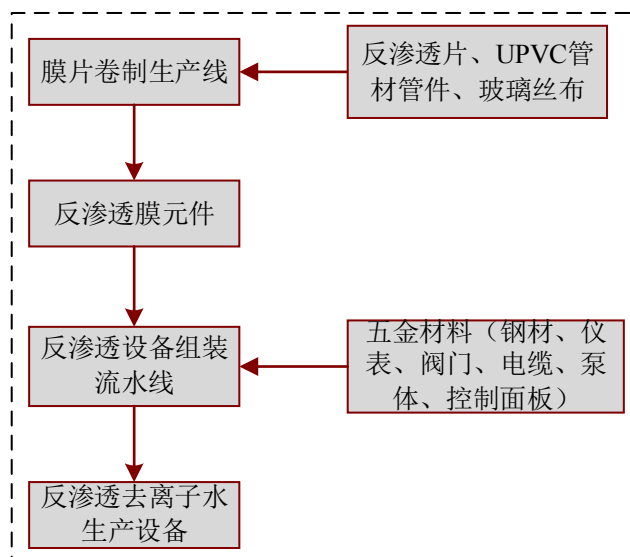 膜片卷制生产线
反渗透片、UPVC管
材管件、玻璃丝布
反渗透膜元件
反渗透设备组装
流水线
五金材料（钢材、仪
表、阀门、电缆、泵
体、控制面板）
反渗透去离子水
生产设备